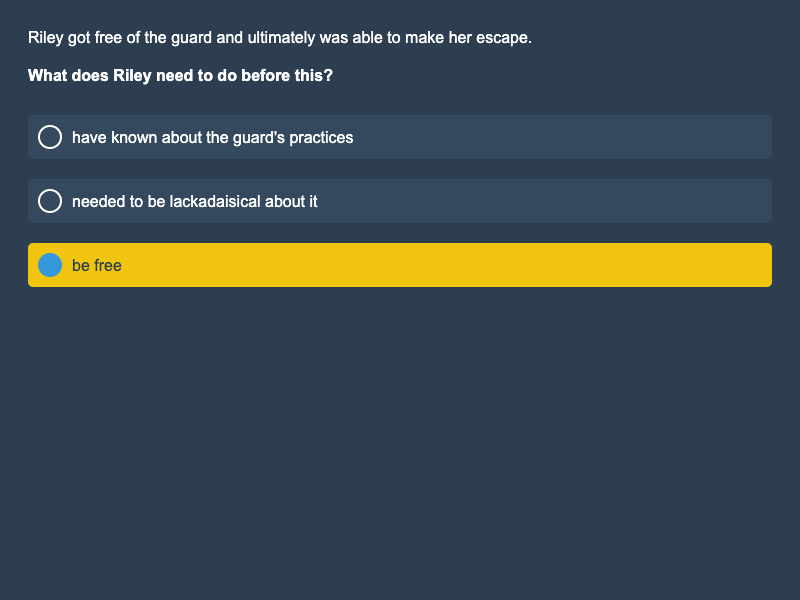 Riley got free of the guard and ultimately was able to make her escape.
What does Riley need to do before this?
have known about the guard's practices
needed to be lackadaisical about it
be free